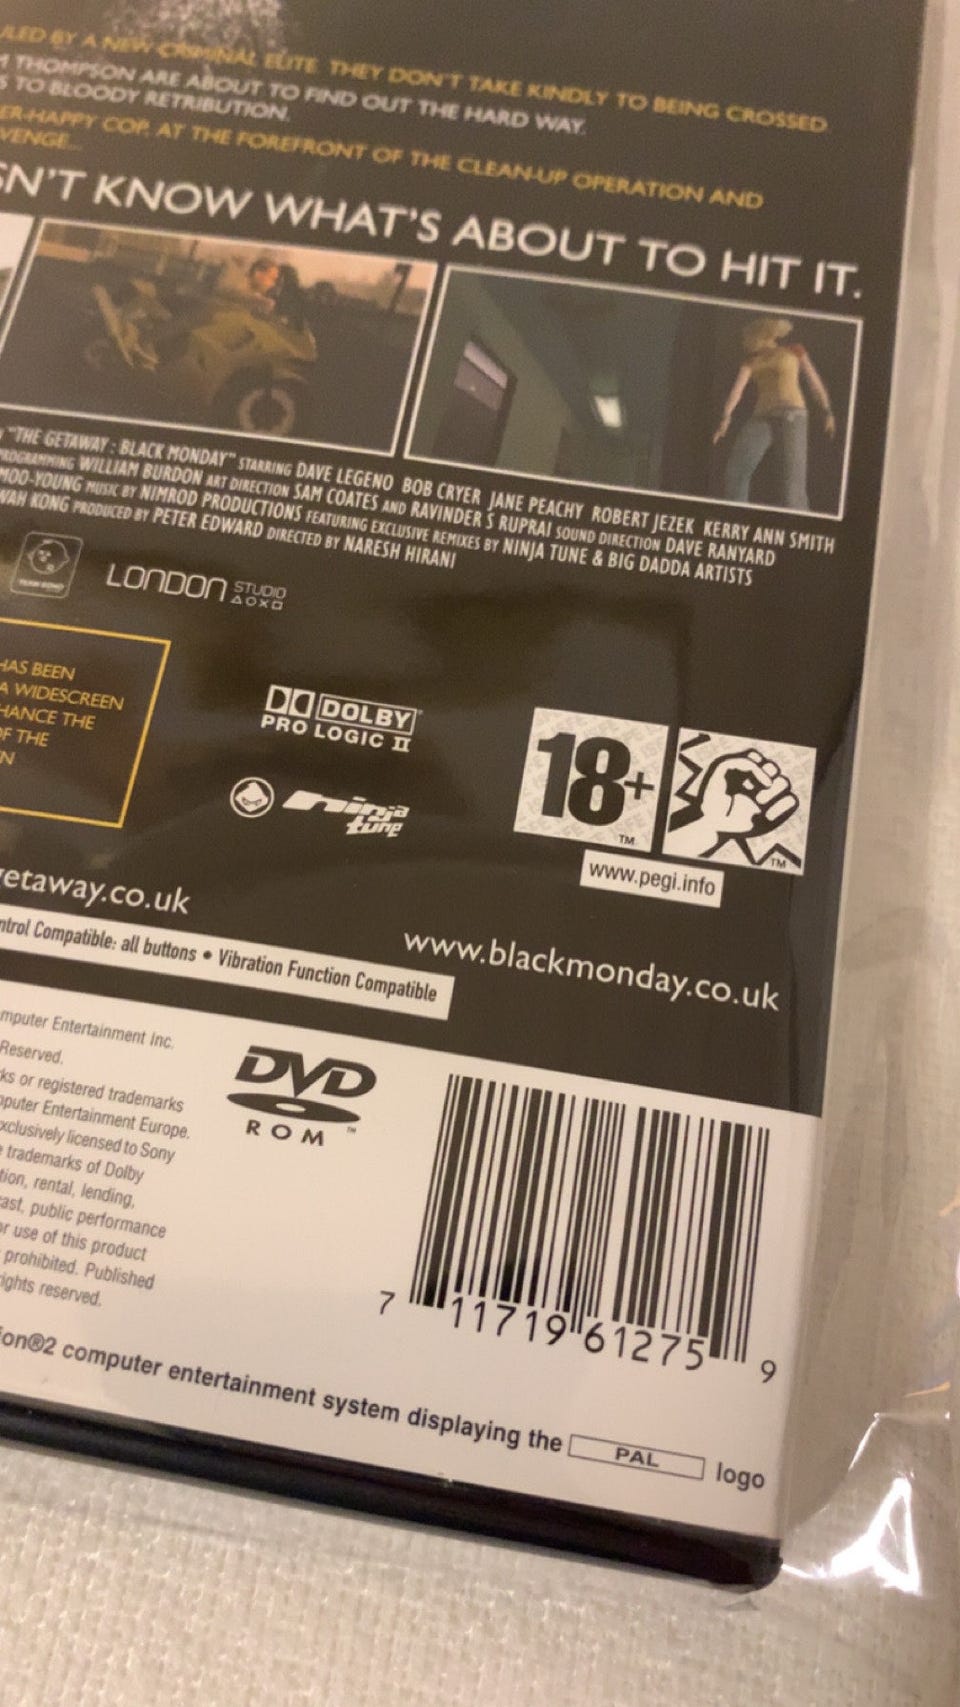 ULED BY A NEW CRIMINAL ELITE. THEY DON'T TAKE KINDLY TO BEING CROSSED
M THOMPSON ARE ABOUT TO FIND OUT THE HARD WAY.
S TO BLOODY RETRIBUTION.
ER-HAPPY COP. AT THE FOREFRONT OF THE CLEAN-UP OPERATION AND
VENGE...
SN'T KNOW WHAT'S ABOUT TO HIT IT.
"THE GETAWAY : BLACK MONDAY" STARRING DAVE LEGENO BOB CRYER JANE PEACHY ROBERT JEZEK KERRY ANN SMITH
PROGRAMMING WILLIAM BURDON ART DIRECTION SAM COATES AND RAVINDER S RUPRAI SOUND DIRECTION DAVE RANYARD
MOO-YOUNG MUSIC BY NIMROD PRODUCTIONS FEATURING EXCLUSIVE REMIXES BY NINJA TUNE & BIG DADDA ARTISTS
WAH KONG PRODUCED BY PETER EDWARD DIRECTED BY NARESH HIRANI
TEAM SOHO
LONDON STUDIO
HAS BEEN
A WIDESCREEN
HANCE THE
OF THE
N
DOLBY
PRO LOGIC II
ninja tune
18+
TM
TM
www.pegi.info
etaway.co.uk
www.blackmonday.co.uk
ntrol Compatible: all buttons • Vibration Function Compatible
mputer Entertainment Inc.
Reserved.
ks or registered trademarks
mputer Entertainment Europe.
xclusively licensed to Sony
e trademarks of Dolby
tion, rental, lending,
cast, public performance
or use of this product
prohibited. Published
rights reserved.
DVD
ROM ™
7 11719 61275 9
ion®2 computer entertainment system displaying the PAL logo